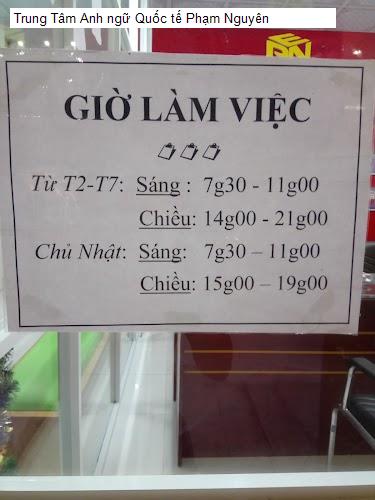 Trung Tâm Anh ngữ Quốc tế Phạm Nguyên
GIỜ LÀM VIỆC
Từ T2-T7: Sáng : 7g30 - 11g00
Chiều: 14g00 - 21g00
Chủ Nhật: Sáng: 7g30 – 11g00
Chiều: 15g00 – 19g00